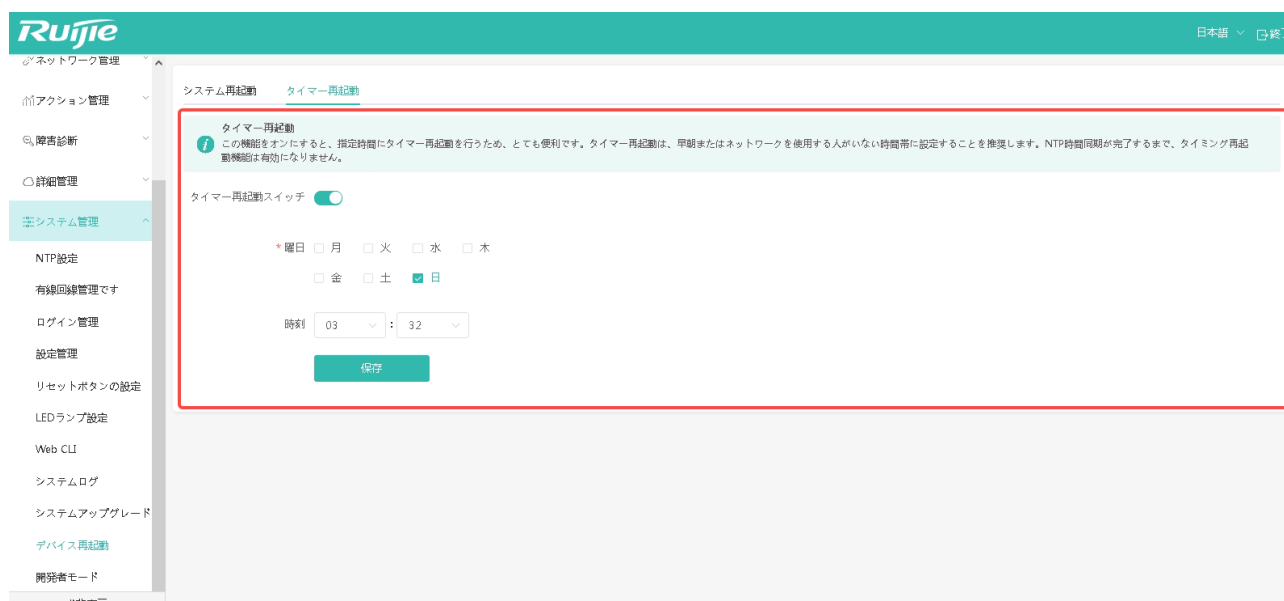 Ruijie
日本語
終了
ネットワーク管理
アクション管理
障害診断
詳細管理
システム管理
NTP設定
有線回線管理です
ログイン管理
設定管理
リセットボタンの設定
LEDランプ設定
Web CLI
システムログ
システムアップグレード
デバイス再起動
開発者モード
システム再起動 タイマー再起動
タイマー再起動
この機能をオンにすると、指定時間にタイマー再起動を行うため、とても便利です。タイマー再起動は、早朝またはネットワークを使用する人がいない時間帯に設定することを推奨します。NTP時間同期が完了するまで、タイミング再起
動機能は有効になりません。
タイマー再起動スイッチ
*曜日 月 火 水 木
金 土 日
時刻 03 : 32
保存